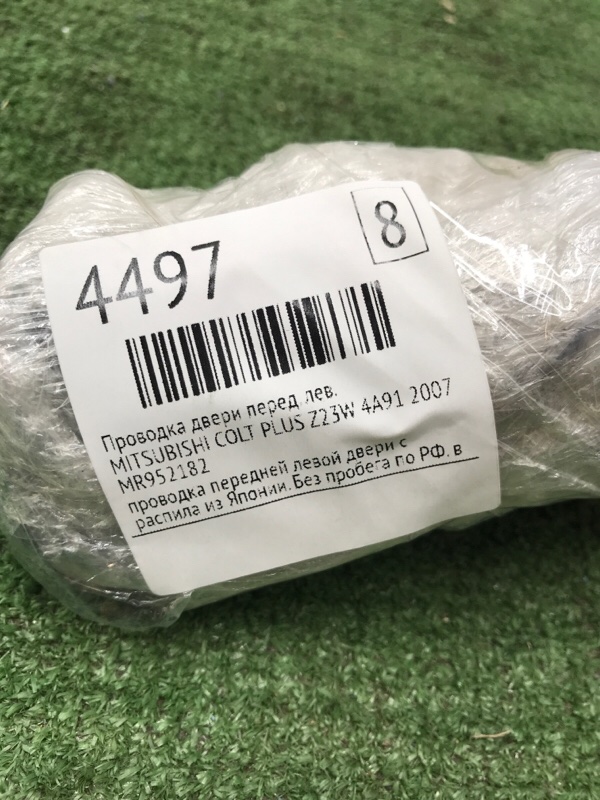 8
4497
Проводка двери перед лев.
MITSUBISHI COLT PLUS Z23W 4A91 2007
MR952182
проводка передней левой двери с
распила из Японии.Без пробега по РФ. в